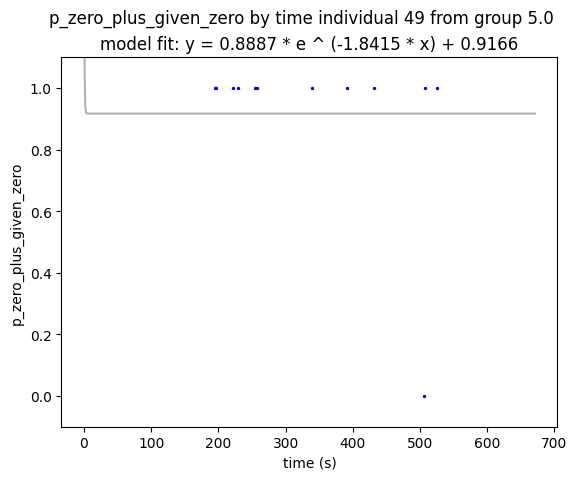 p_zero_plus_given_zero by time individual 49 from group 5.0
model fit: y = 0.8887 * e ^ (-1.8415 * x) + 0.9166
1.0
0.8
0.6
0.4
0.2
0.0
p_zero_plus_given_zero
0 100 200 300 400 500 600 700
time (s)